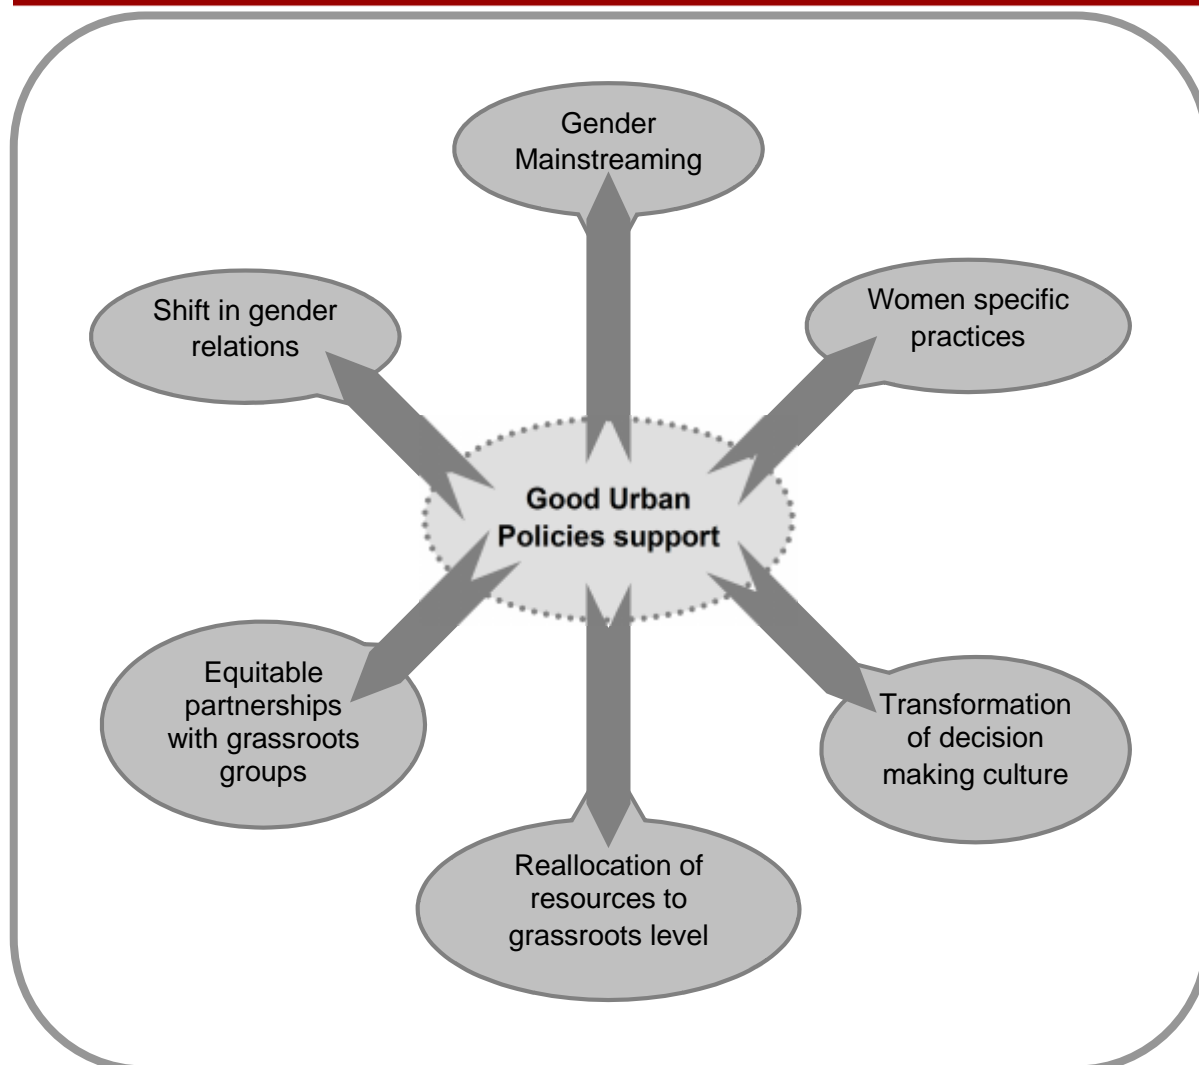 Gender
Mainstreaming
Shift in gender
relations
Women specific
practices
Good Urban
Policies support
Equitable
partnerships
with grassroots
groups
Transformation
of decision
making culture
Reallocation of
resources to
grassroots level